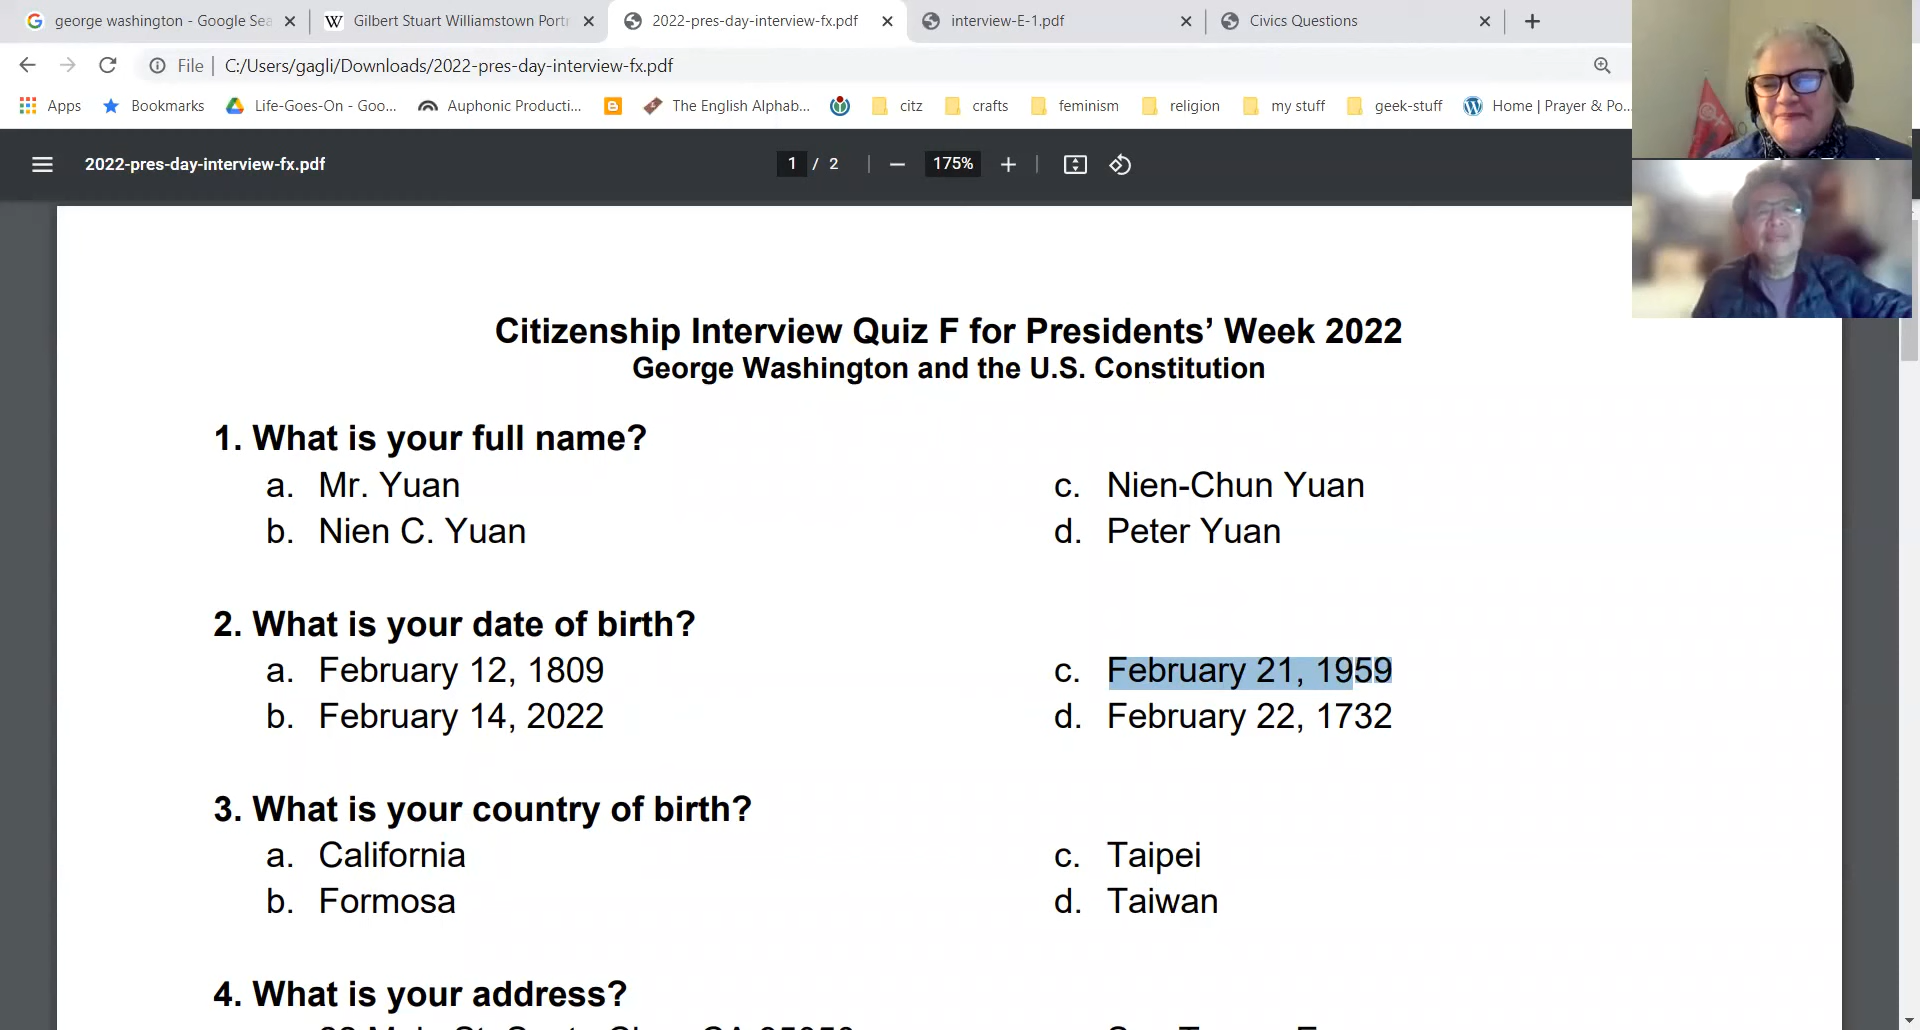 george washington - Google Sea
Gilbert Stuart Williamstown Portr
2022-pres-day-interview-fx.pdf
interview-E-1.pdf
Civics Questions
File | C:/Users/gagli/Downloads/2022-pres-day-interview-fx.pdf
Apps
Bookmarks
Life-Goes-On - Goo...
Auphonic Producti...
The English Alphab...
citz
crafts
feminism
religion
my stuff
geek-stuff
Home | Prayer & Po...
2022-pres-day-interview-fx.pdf
1 / 2
175%
Citizenship Interview Quiz F for Presidents’ Week 2022
George Washington and the U.S. Constitution
1. What is your full name?
a. Mr. Yuan
b. Nien C. Yuan
c. Nien-Chun Yuan
d. Peter Yuan
2. What is your date of birth?
a. February 12, 1809
b. February 14, 2022
c. February 21, 1959
d. February 22, 1732
3. What is your country of birth?
a. California
b. Formosa
c. Taipei
d. Taiwan
4. What is your address?